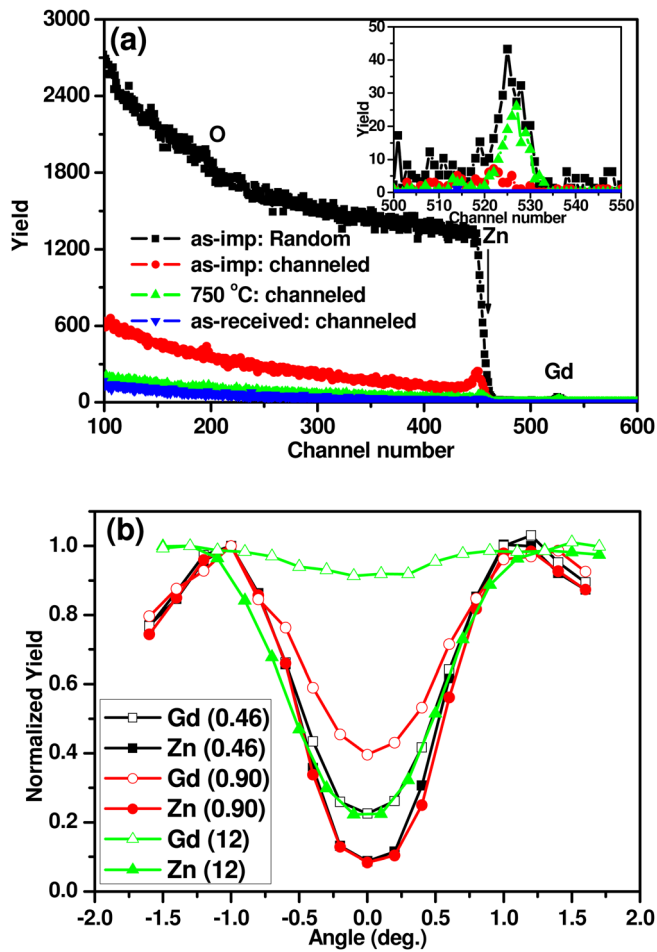 (a)
3000
2400
1800
1200
600
0
Yield
O
as-imp: Random
as-imp: channeled
750 °C: channeled
as-received: channeled
Zn
Gd
100 200 300 400 500 600
Channel number
50
40
30
20
10
0
Yield
500 510 520 530 540 550
Channel number
(b)
1.0
0.8
0.6
0.4
0.2
0.0
Normalized Yield
Gd (0.46)
Zn (0.46)
Gd (0.90)
Zn (0.90)
Gd (12)
Zn (12)
-2.0 -1.5 -1.0 -0.5 0.0 0.5 1.0 1.5 2.0
Angle (deg.)